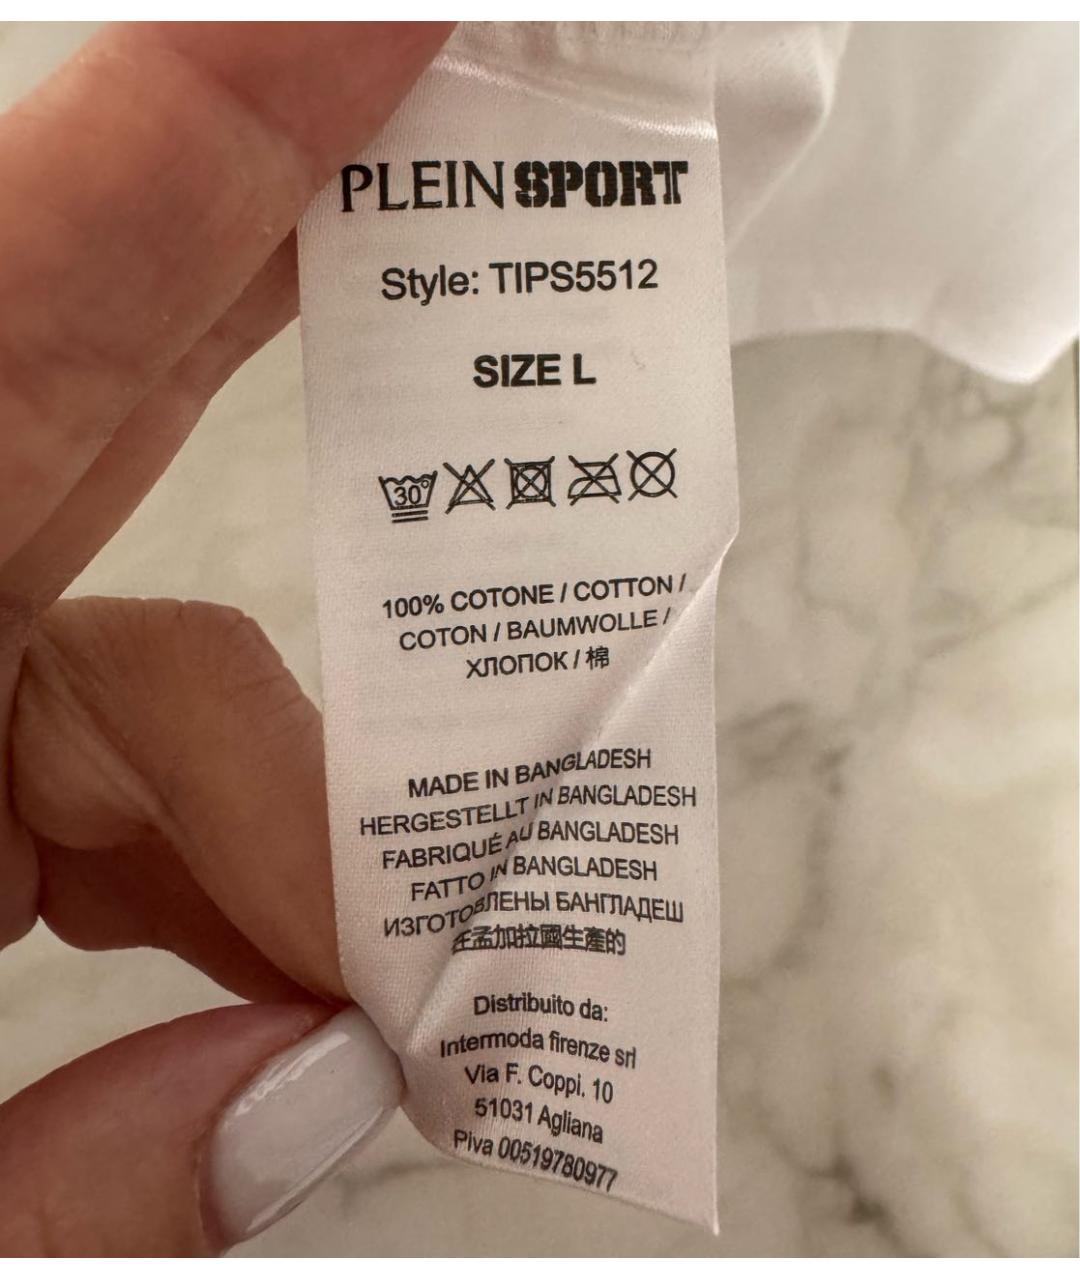 PLEIN SPORT
Style: TIPS5512
SIZE L
30°
100% COTONE / COTTON /
COTON / BAUMWOLLE /
ХЛОПОК / 棉
MADE IN BANGLADESH
HERGESTELLT IN BANGLADESH
FABRIQUÉ AU BANGLADESH
FATTO IN BANGLADESH
ИЗГОТОВЛЕНЫ БАНГЛАДЕШ
在孟加拉國生產的
Distribuito da:
Intermoda firenze srl
Via F. Coppi. 10
51031 Agliana
Piva 00519780977